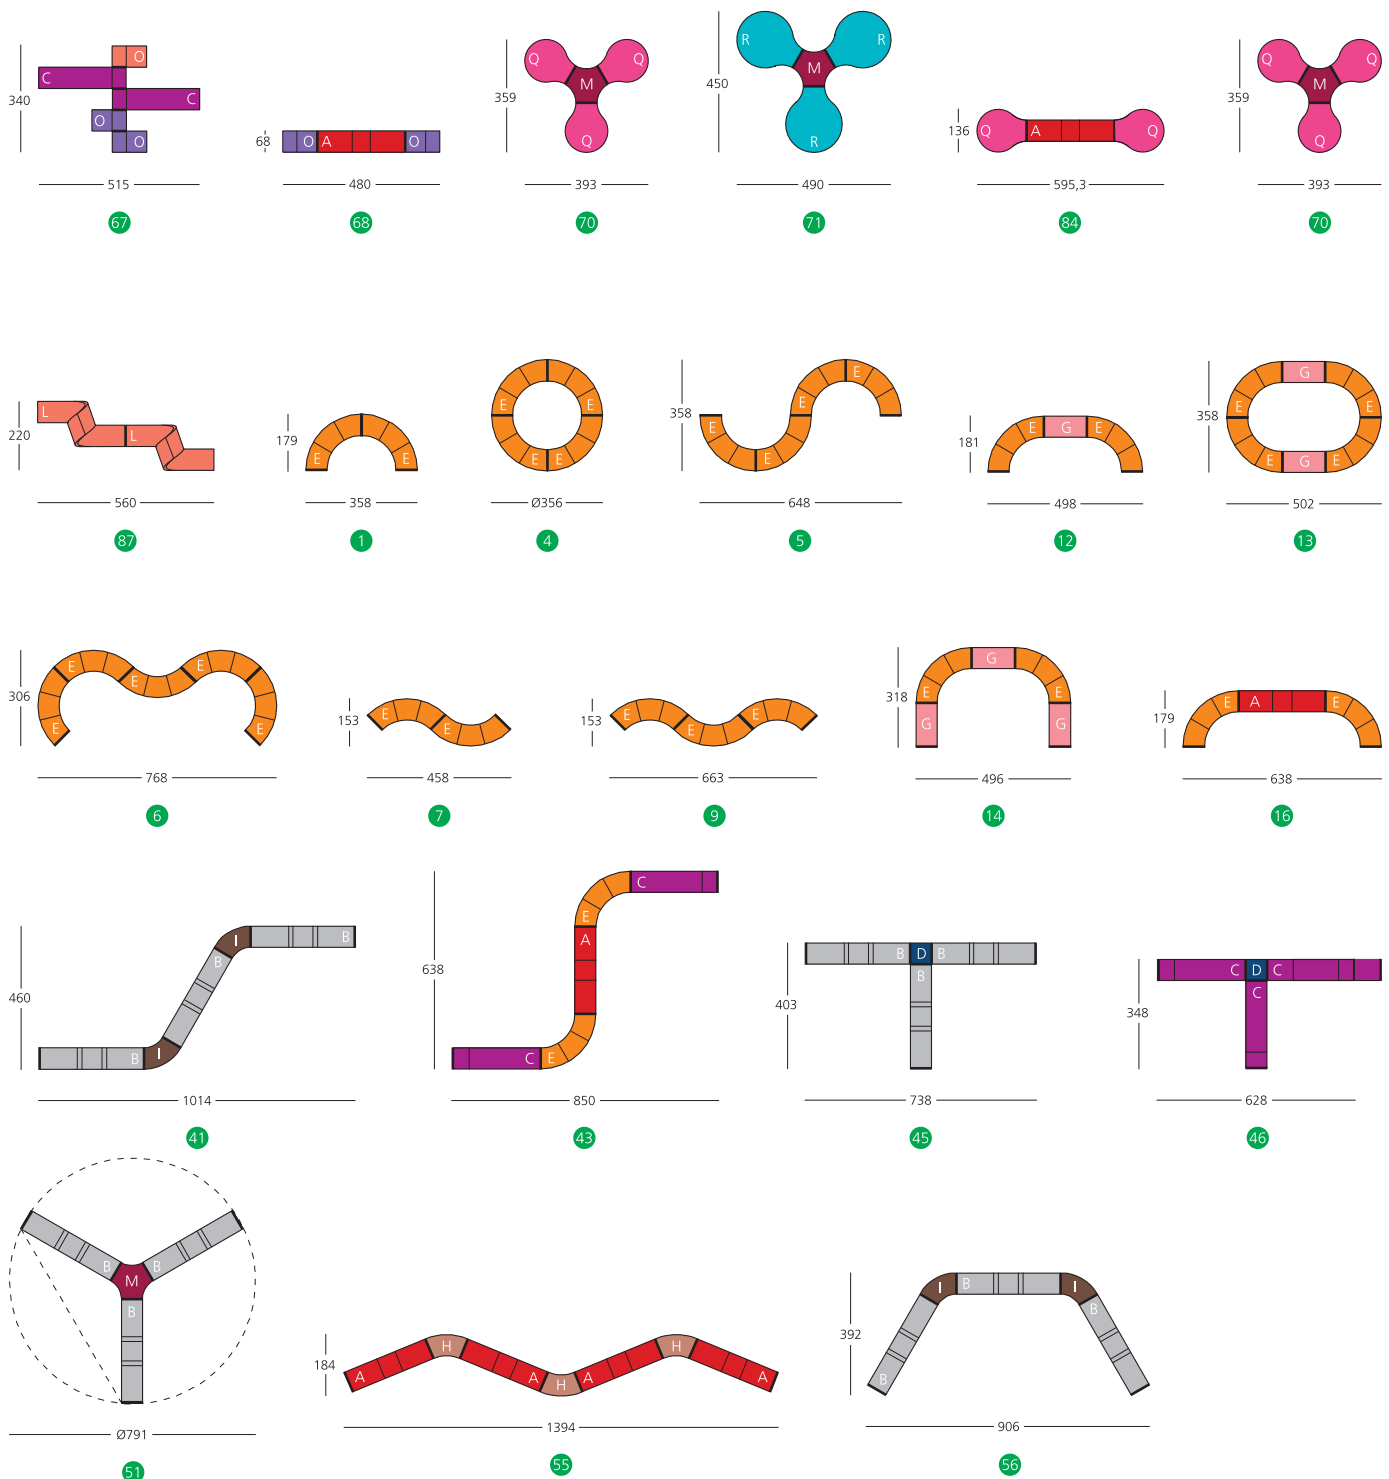 O
C
C
O
O
340
515
67
O A O
68
480
68
Q Q
M
Q
359
393
70
R R
M
R
450
490
71
Q A Q
136
595,3
84
Q Q
M
Q
359
393
70
L
L
220
560
87
E E
179
358
1
E E
E E
Ø356
4
E
E
E
E
358
648
5
E G E
181
498
12
G
E E
E G E
358
502
13
E E
E
E E
306
768
6
E
E
153
458
7
E E
E
153
663
9
G
E E
G G
318
496
14
E A E
179
638
16
I B
B
B I
460
1014
41
C
E
A
C E
638
850
43
B D B
B
403
738
45
C D C
C
348
628
46
B B
M
B
Ø791
51
H H
A A H A A
184
1394
55
I B I
B
B
392
906
56